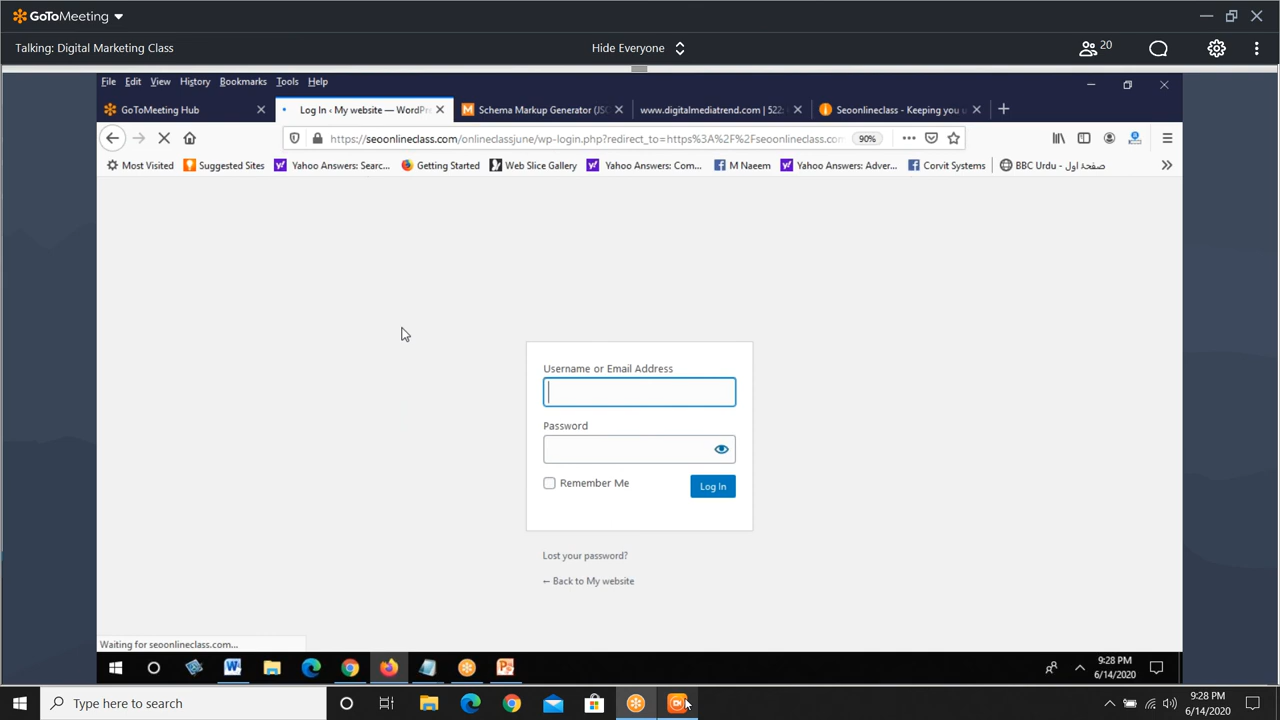 GoToMeeting
Talking: Digital Marketing Class
Hide Everyone
20
File Edit View History Bookmarks Tools Help
GoToMeeting Hub
Log In ‹ My website — WordPr
Schema Markup Generator (JSC
www.digitalmediatrend.com | 522:
Seoonlineclass - Keeping you u
https://seoonlineclass.com/onlineclassjune/wp-login.php?redirect_to=https%3A%2F%2Fseoonlineclass.com
90%
Most Visited Suggested Sites Yahoo Answers: Searc... Getting Started Web Slice Gallery Yahoo Answers: Com... M Naeem Yahoo Answers: Adver... Corvit Systems BBC Urdu - صفحۂ اول
Username or Email Address
Password
Remember Me
Log In
Lost your password?
← Back to My website
Waiting for seoonlineclass.com...
9:28 PM
6/14/2020
Type here to search
9:28 PM
6/14/2020